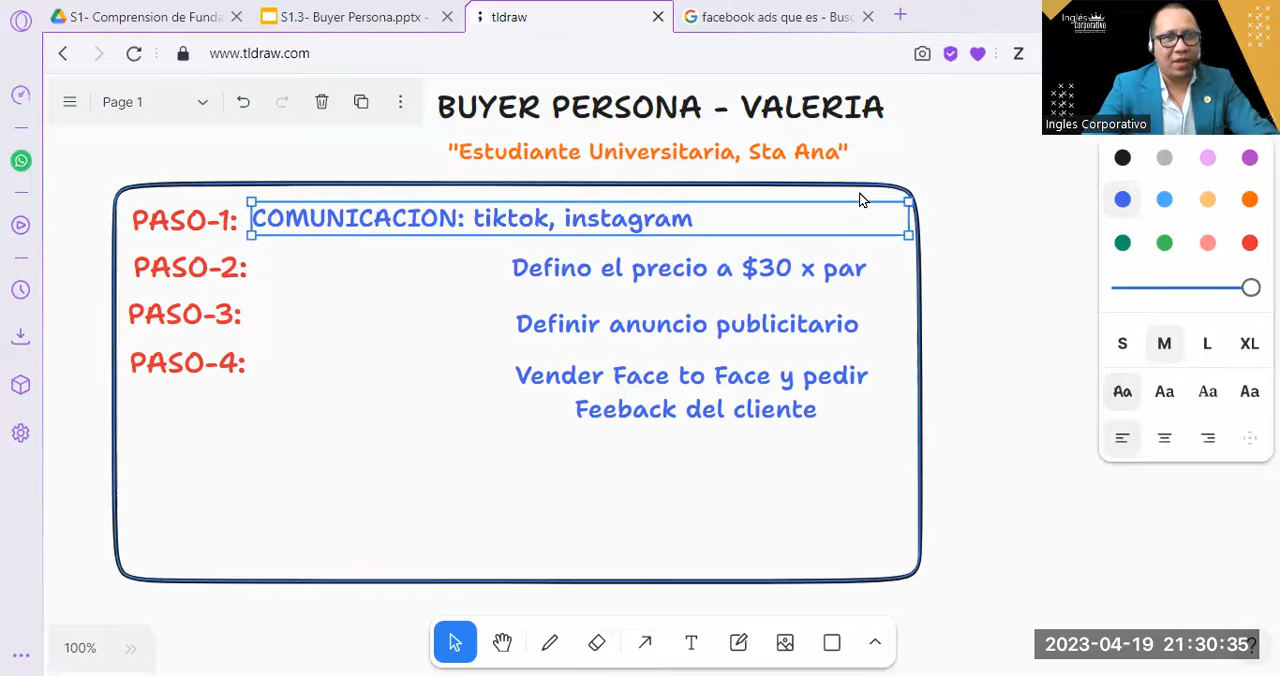 S1- Comprension de Funda
S1.3- Buyer Persona.pptx -
tldraw
facebook ads que es - Busc
www.tldraw.com
Z
Inglés
Corporativo
Ingles Corporativo
Page 1
BUYER PERSONA - VALERIA
"Estudiante Universitaria, Sta Ana"
PASO-1: COMUNICACION: tiktok, instagram
PASO-2: Defino el precio a $30 x par
PASO-3: Definir anuncio publicitario
PASO-4: Vender Face to Face y pedir
Feeback del cliente
S M L XL
Aa Aa Aa Aa
T
100%
2023-04-19 21:30:35
?